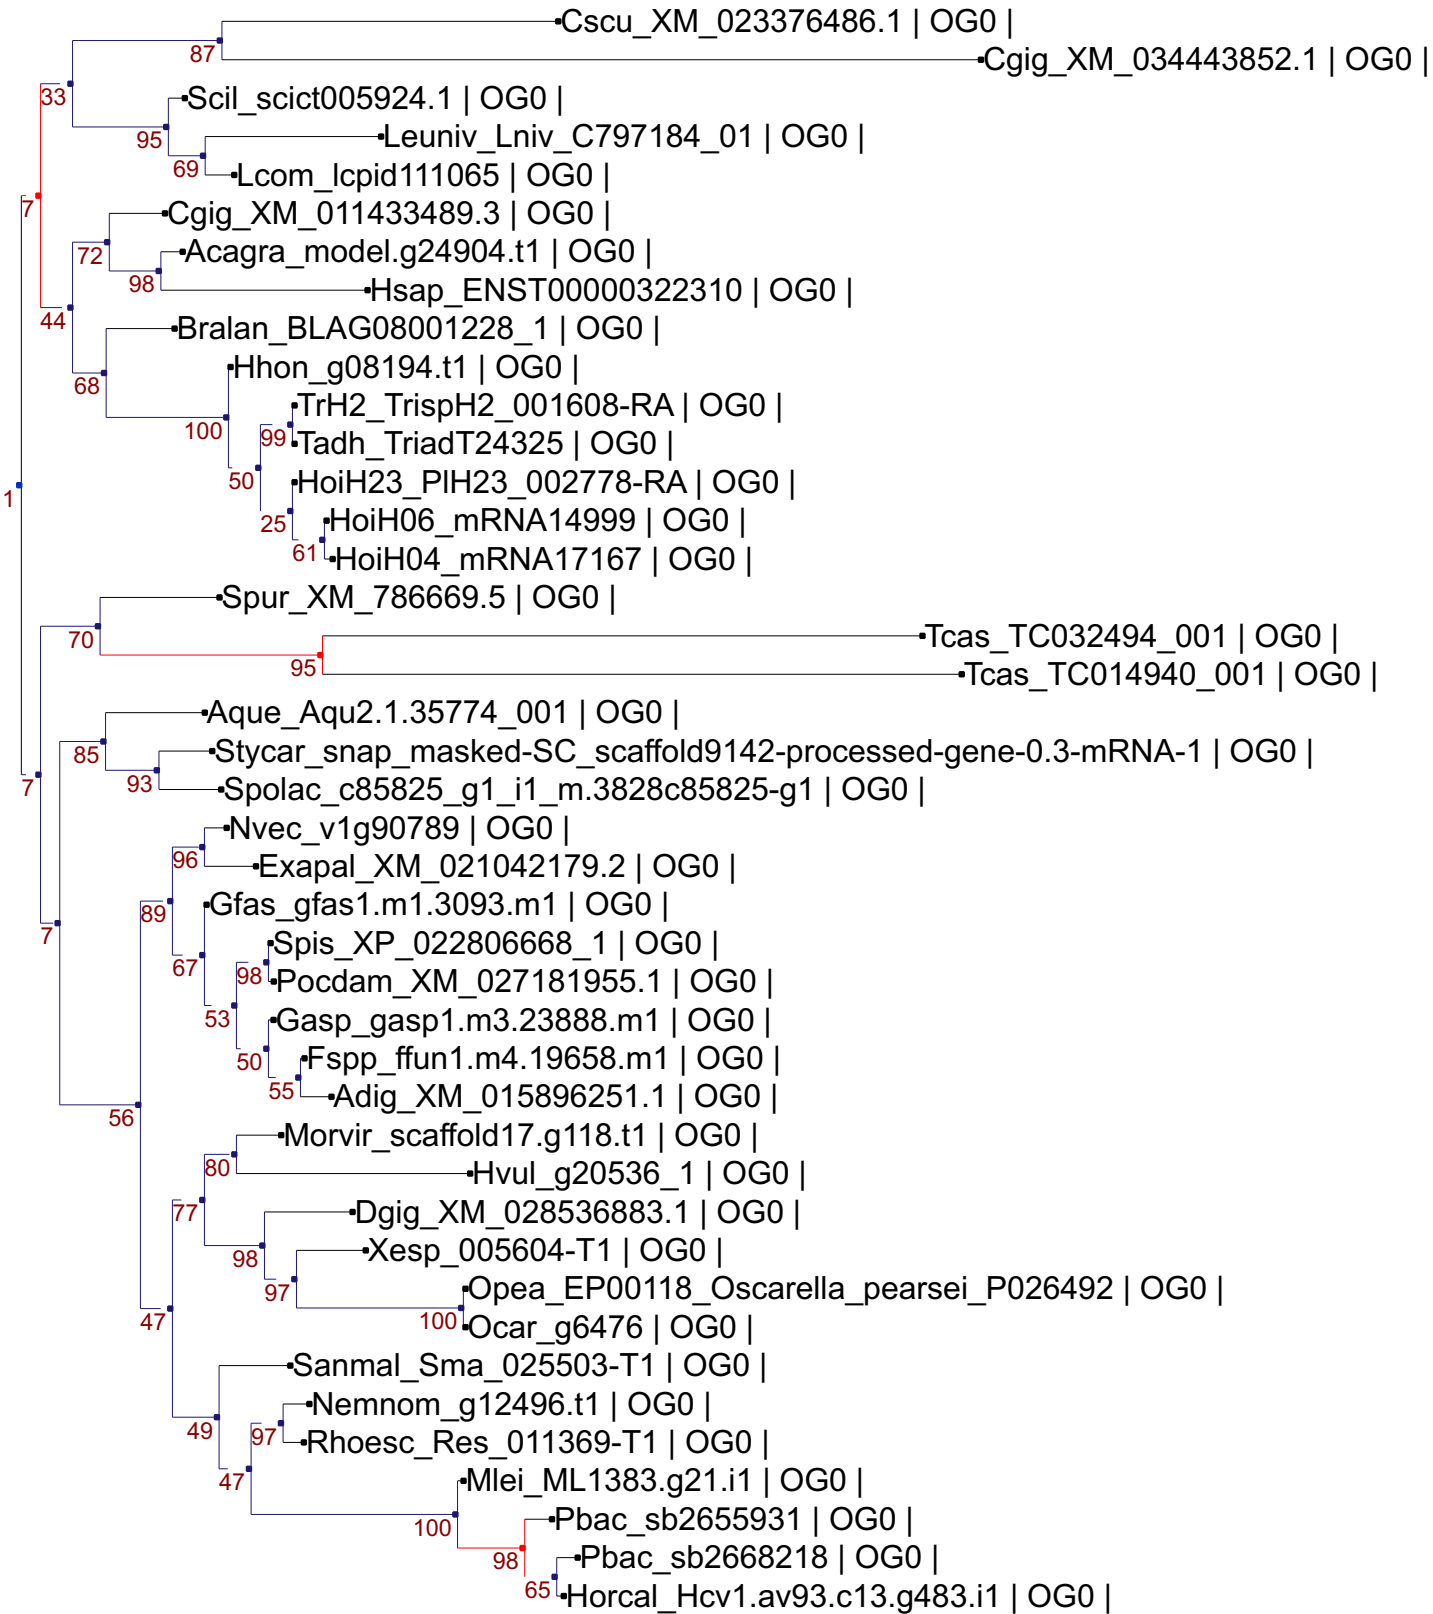 Cscu_XM_023376486.1 | OG0 |
87
Cgig_XM_034443852.1 | OG0 |
33
Scil_scict005924.1 | OG0 |
95
Leuniv_Lniv_C797184_01 | OG0 |
69
Lcom_lcpid111065 | OG0 |
7
Cgig_XM_011433489.3 | OG0 |
72
Acagra_model.g24904.t1 | OG0 |
98
Hsap_ENST00000322310 | OG0 |
44
Bralan_BLAG08001228_1 | OG0 |
68
Hhon_g08194.t1 | OG0 |
TrH2_TrispH2_001608-RA | OG0 |
100
99
Tadh_TriadT24325 | OG0 |
50
HoiH23_PlH23_002778-RA | OG0 |
1
25
HoiH06_mRNA14999 | OG0 |
61
HoiH04_mRNA17167 | OG0 |
Spur_XM_786669.5 | OG0 |
70
Tcas_TC032494_001 | OG0 |
95
Tcas_TC014940_001 | OG0 |
Aque_Aqu2.1.35774_001 | OG0 |
85
Stycar_snap_masked-SC_scaffold9142-processed-gene-0.3-mRNA-1 | OG0 |
93
7
Spolac_c85825_g1_i1_m.3828c85825-g1 | OG0 |
Nvec_v1g90789 | OG0 |
96
Exapal_XM_021042179.2 | OG0 |
89
Gfas_gfas1.m1.3093.m1 | OG0 |
7
Spis_XP_022806668_1 | OG0 |
67
98
Pocdam_XM_027181955.1 | OG0 |
53
Gasp_gasp1.m3.23888.m1 | OG0 |
50
Fspp_ffun1.m4.19658.m1 | OG0 |
55
Adig_XM_015896251.1 | OG0 |
56
Morvir_scaffold17.g118.t1 | OG0 |
80
Hvul_g20536_1 | OG0 |
77
Dgig_XM_028536883.1 | OG0 |
98
Xesp_005604-T1 | OG0 |
97
Opea_EP00118_Oscarella_pearsei_P026492 | OG0 |
47
100
Ocar_g6476 | OG0 |
Sanmal_Sma_025503-T1 | OG0 |
Nemnom_g12496.t1 | OG0 |
49
97
Rhoesc_Res_011369-T1 | OG0 |
47
Mlei_ML1383.g21.i1 | OG0 |
100
Pbac_sb2655931 | OG0 |
98
Pbac_sb2668218 | OG0 |
65
Horcal_Hcv1.av93.c13.g483.i1 | OG0 |